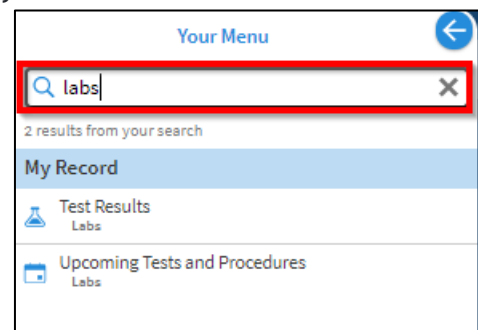 Your Menu
labs
2 results from your search
My Record
Test Results
Labs
Upcoming Tests and Procedures
Labs